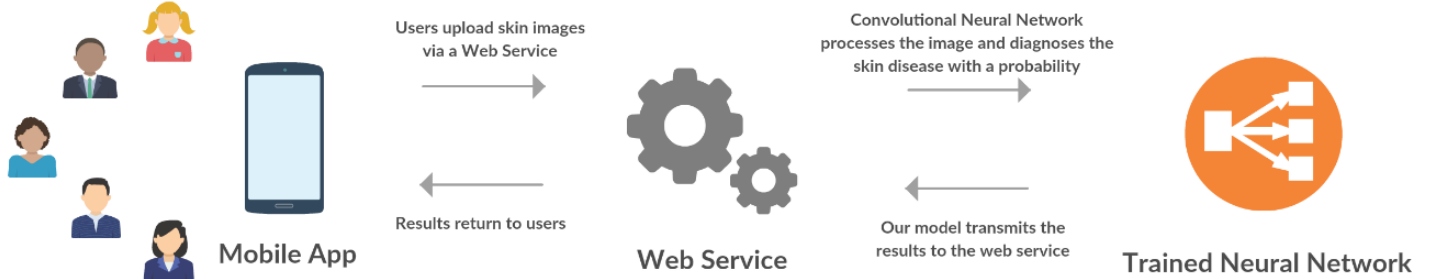 Users upload skin images
via a Web Service
Results return to users
Mobile App
Web Service
Convolutional Neural Network
processes the image and diagnoses the
skin disease with a probability
Our model transmits the
results to the web service
Trained Neural Network